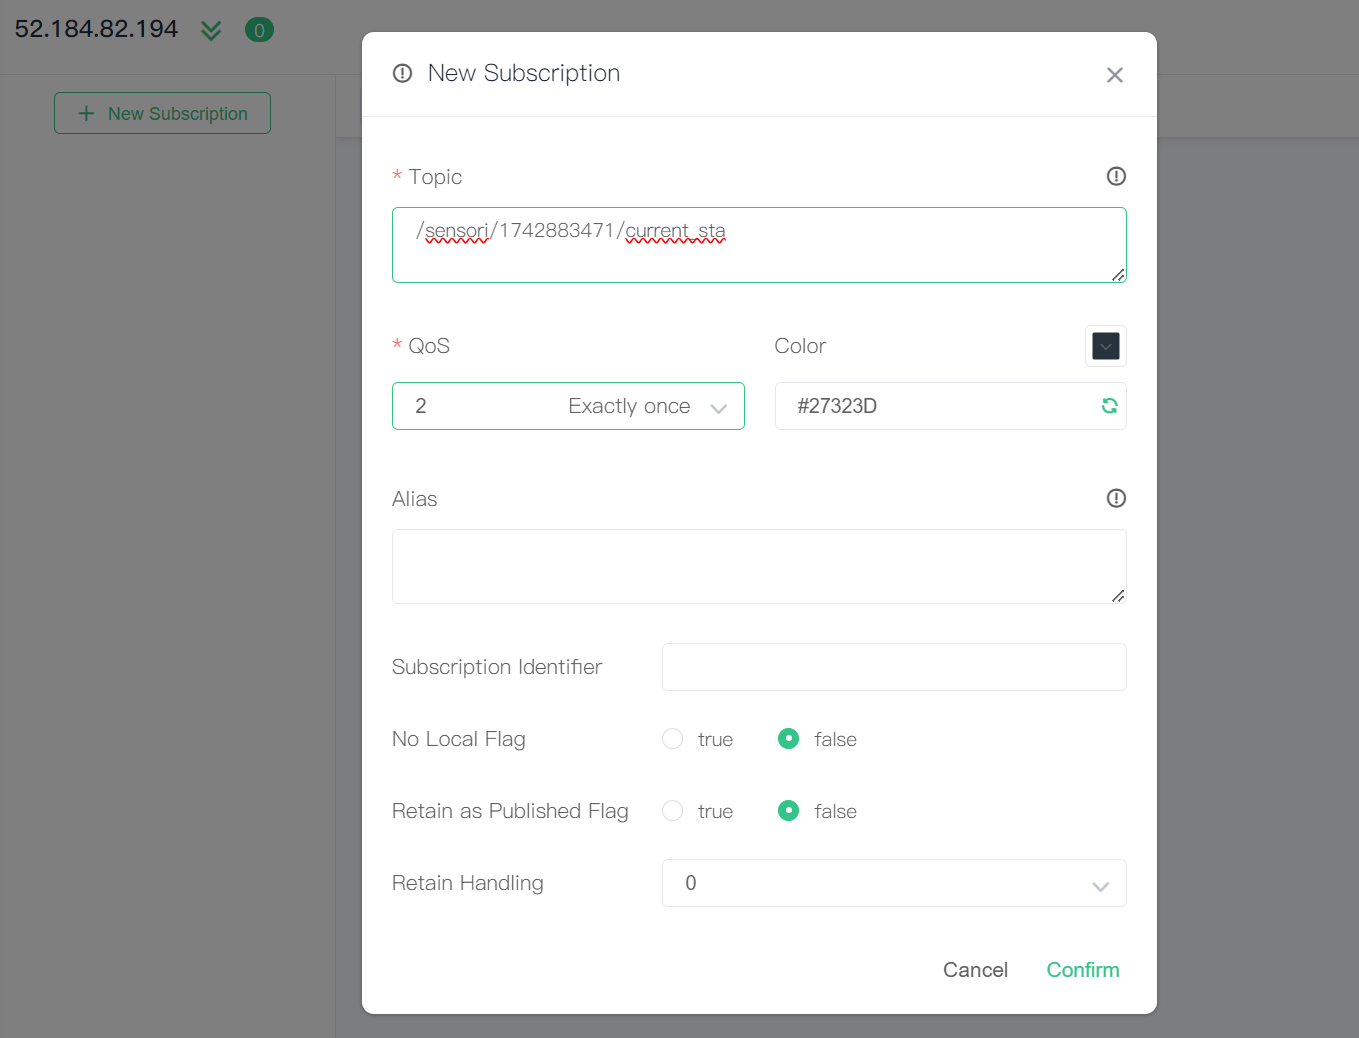 52.184.82.194 0
New Subscription
+ New Subscription
* Topic
/sensori/1742883471/current_sta
* QoS
Color
2 Exactly once
#27323D
Alias
Subscription Identifier
No Local Flag true false
Retain as Published Flag true false
Retain Handling 0
Cancel Confirm